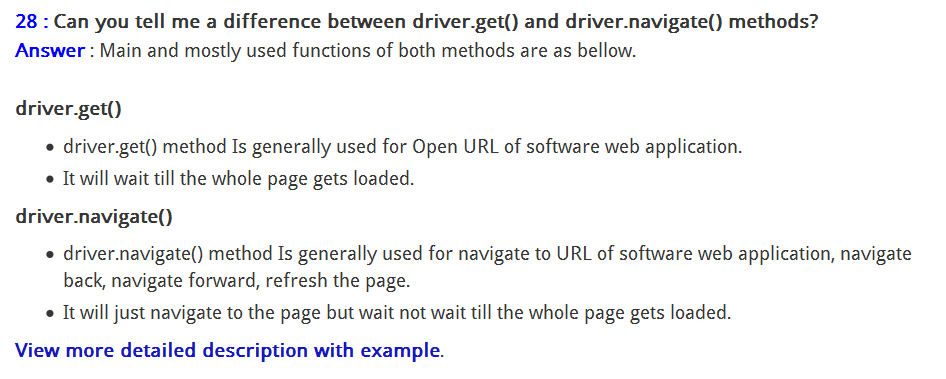 28 : Can you tell me a difference between driver.get() and driver.navigate() methods?
Answer : Main and mostly used functions of both methods are as bellow.
driver.get()
• driver.get() method Is generally used for Open URL of software web application.
• It will wait till the whole page gets loaded.
driver.navigate()
• driver.navigate() method Is generally used for navigate to URL of software web application, navigate
back, navigate forward, refresh the page.
• It will just navigate to the page but wait not wait till the whole page gets loaded.
View more detailed description with example.